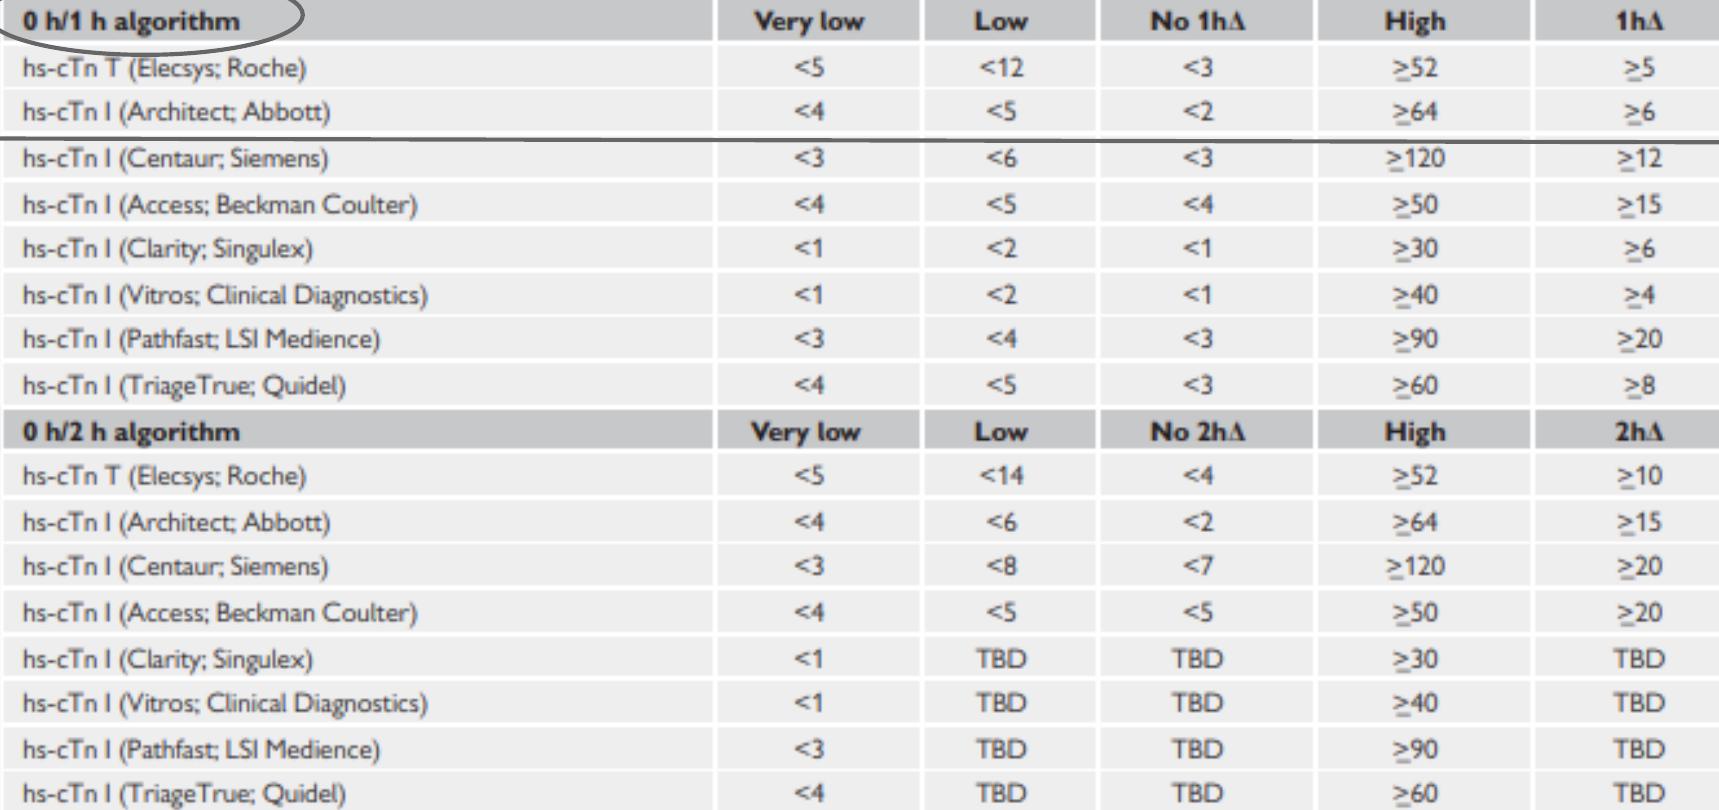 0 h/1 h algorithm Very low Low No 1hΔ High 1hΔ
hs-cTn T (Elecsys; Roche) <5 <12 <3 ≥52 ≥5
hs-cTn I (Architect; Abbott) <4 <5 <2 ≥64 ≥6
hs-cTn I (Centaur; Siemens) <3 <6 <3 ≥120 ≥12
hs-cTn I (Access; Beckman Coulter) <4 <5 <4 ≥50 ≥15
hs-cTn I (Clarity; Singulex) <1 <2 <1 ≥30 ≥6
hs-cTn I (Vitros; Clinical Diagnostics) <1 <2 <1 ≥40 ≥4
hs-cTn I (Pathfast; LSI Medience) <3 <4 <3 ≥90 ≥20
hs-cTn I (TriageTrue; Quidel) <4 <5 <3 ≥60 ≥8
0 h/2 h algorithm Very low Low No 2hΔ High 2hΔ
hs-cTn T (Elecsys; Roche) <5 <14 <4 ≥52 ≥10
hs-cTn I (Architect; Abbott) <4 <6 <2 ≥64 ≥15
hs-cTn I (Centaur; Siemens) <3 <8 <7 ≥120 ≥20
hs-cTn I (Access; Beckman Coulter) <4 <5 <5 ≥50 ≥20
hs-cTn I (Clarity; Singulex) <1 TBD TBD ≥30 TBD
hs-cTn I (Vitros; Clinical Diagnostics) <1 TBD TBD ≥40 TBD
hs-cTn I (Pathfast; LSI Medience) <3 TBD TBD ≥90 TBD
hs-cTn I (TriageTrue; Quidel) <4 TBD TBD ≥60 TBD